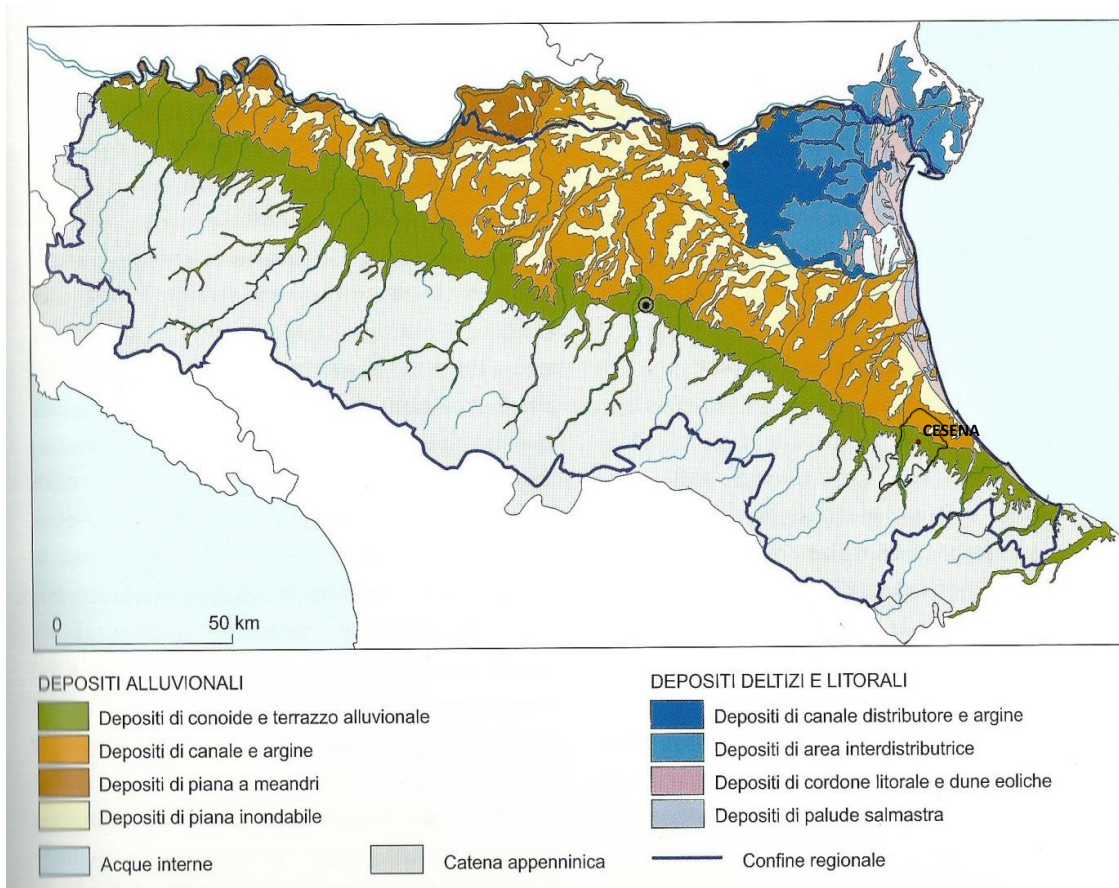 CESENA
0 50 km
DEPOSITI ALLUVIONALI
Depositi di conoide e terrazzo alluvionale
Depositi di canale e argine
Depositi di piana a meandri
Depositi di piana inondabile
DEPOSITI DELTIZI E LITORALI
Depositi di canale distributore e argine
Depositi di area interdistributrice
Depositi di cordone litorale e dune eoliche
Depositi di palude salmastra
Acque interne
Catena appenninica
Confine regionale